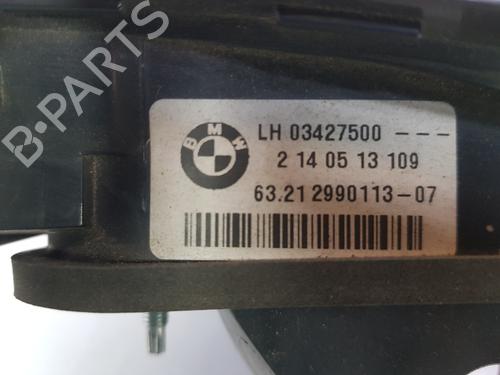 BMW
LH 03427500 ---
2 14 05 13 109
63.21 2990113-07
B-PARTS